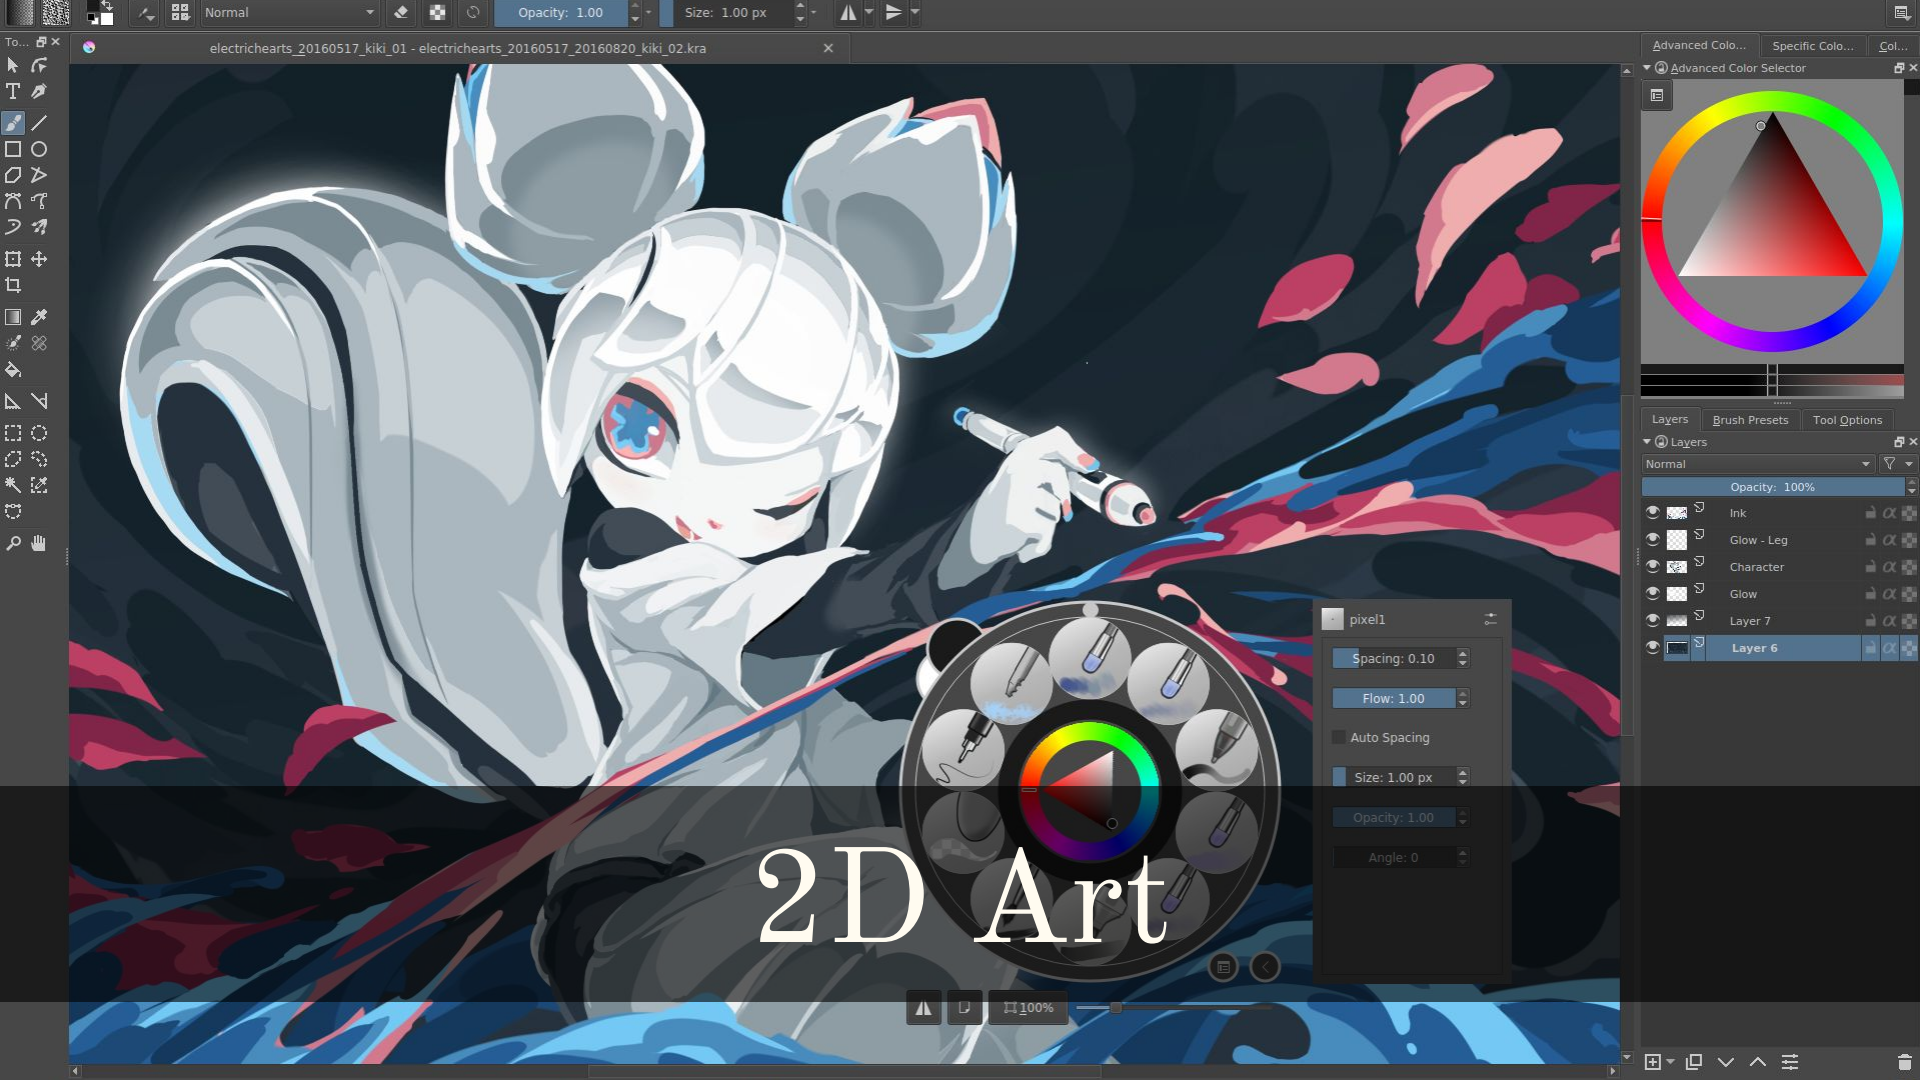 Normal
Opacity: 1.00
Size: 1.00 px
To...
electrichearts_20160517_kiki_01 - electrichearts_20160517_20160820_kiki_02.kra
Advanced Colo...
Specific Colo...
Col...
Advanced Color Selector
Layers
Brush Presets
Tool Options
Layers
Normal
Opacity: 100%
Ink
Glow - Leg
Character
Glow
Layer 7
Layer 6
pixel1
Spacing: 0.10
Flow: 1.00
Auto Spacing
Size: 1.00 px
Opacity: 1.00
Angle: 0
2D Art
100%